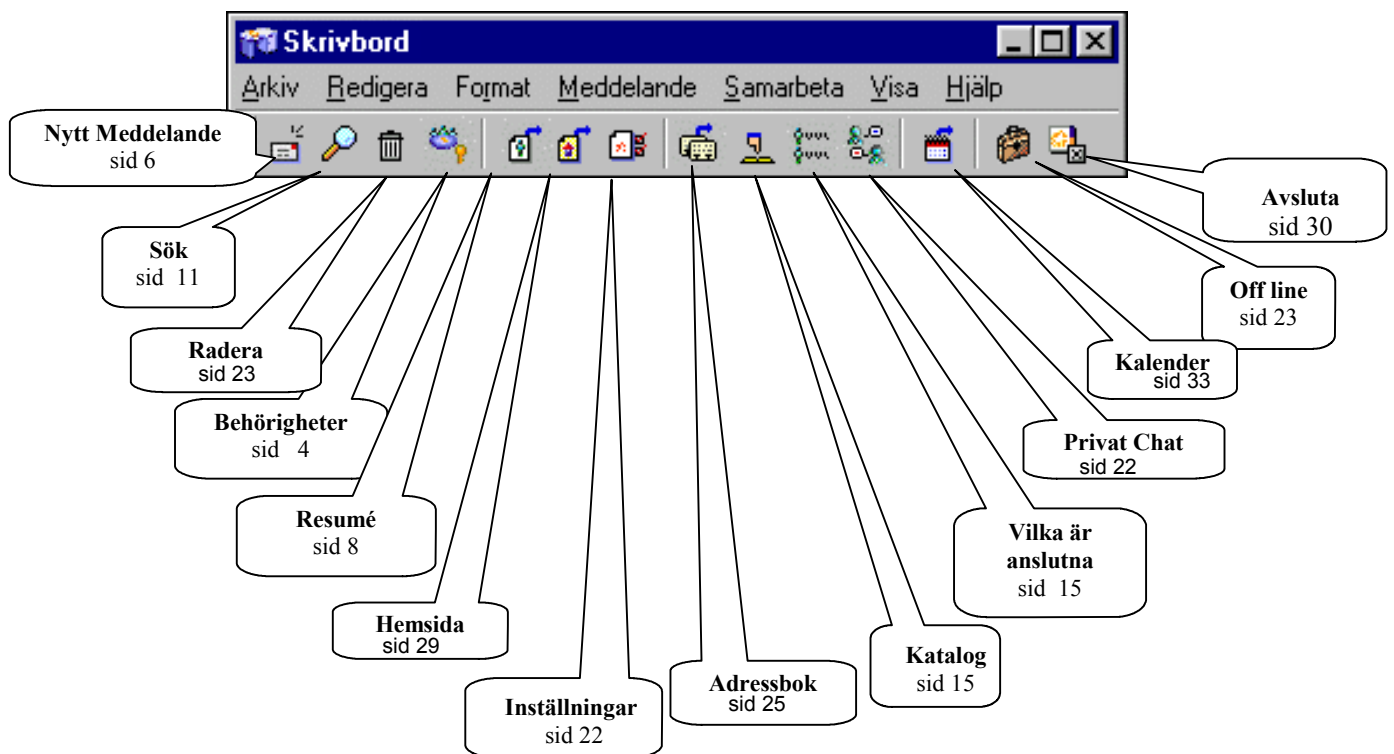 Skrivbord
Arkiv Redigera Format Meddelande Samarbeta Visa Hjälp
Nytt Meddelande
sid 6
Sök
sid 11
Radera
sid 23
Behörigheter
sid 4
Resumé
sid 8
Hemsida
sid 29
Inställningar
sid 22
Adressbok
sid 25
Katalog
sid 15
Vilka är
anslutna
sid 15
Privat Chat
sid 22
Kalender
sid 33
Off line
sid 23
Avsluta
sid 30